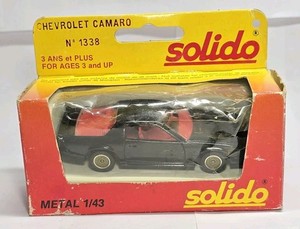 CHEVROLET CAMARO
N° 1338
3 ANS et PLUS
FOR AGES 3 and UP
solido
METAL 1/43
solido